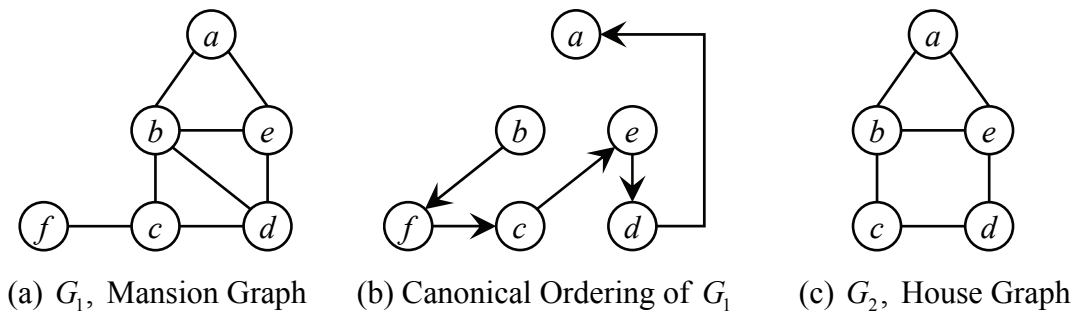 a
b
e
f
c
d
(a) G₁, Mansion Graph
a
b
e
f
c
d
(b) Canonical Ordering of G₁
a
b
e
c
d
(c) G₂, House Graph